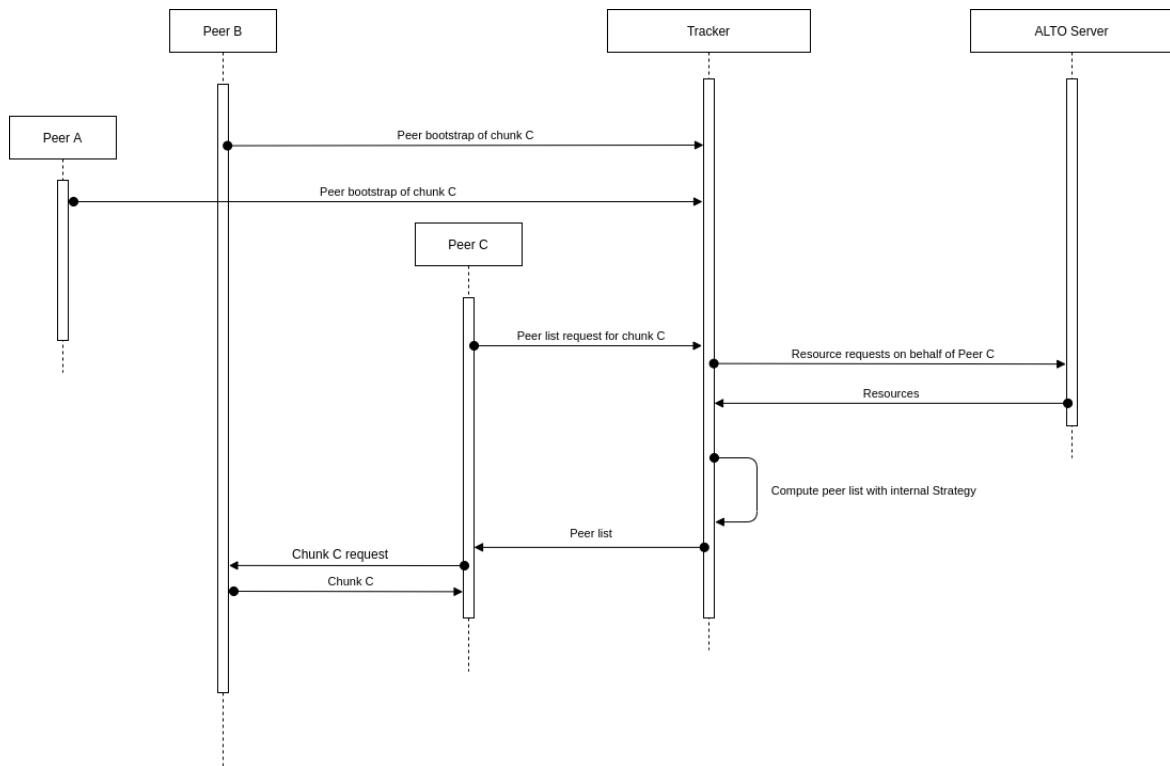 Peer B
Tracker
ALTO Server
Peer A
Peer bootstrap of chunk C
Peer bootstrap of chunk C
Peer C
Peer list request for chunk C
Resource requests on behalf of Peer C
Resources
Compute peer list with internal Strategy
Peer list
Chunk C request
Chunk C